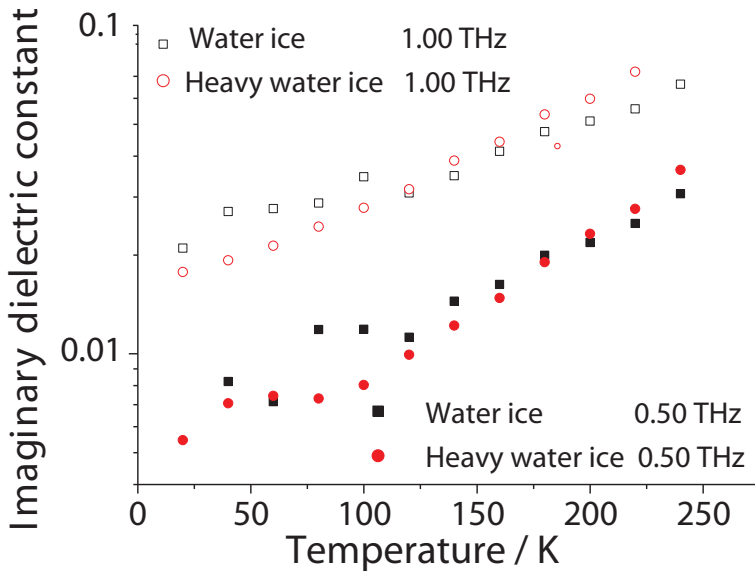 0.1
Water ice 1.00 THz
Heavy water ice 1.00 THz
Imaginary dielectric constant
0.01
Water ice 0.50 THz
Heavy water ice 0.50 THz
0 50 100 150 200 250
Temperature / K